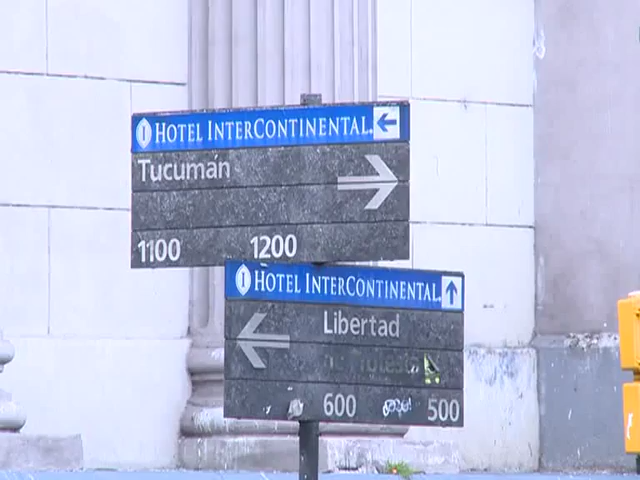 HOTEL INTERCONTINENTAL.
Tucumán
1100 1200
HOTEL INTERCONTINENTAL.
Libertad
600 500